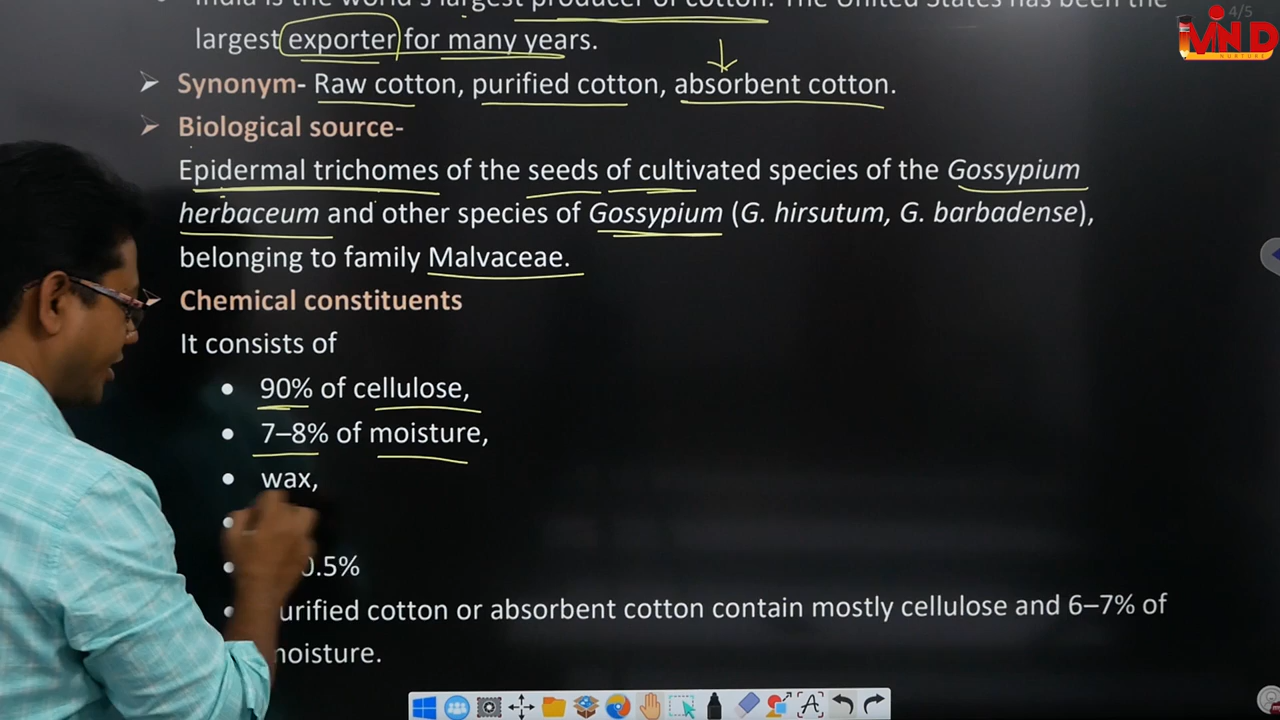 India is the world's largest producer of cotton. The United States has been the
largest exporter for many years.
Synonym- Raw cotton, purified cotton, absorbent cotton.
Biological source-
Epidermal trichomes of the seeds of cultivated species of the Gossypium
herbaceum and other species of Gossypium (G. hirsutum, G. barbadense),
belonging to family Malvaceae.
Chemical constituents
It consists of
• 90% of cellulose,
• 7–8% of moisture,
• wax,
0.5%
urified cotton or absorbent cotton contain mostly cellulose and 6–7% of
moisture.
4/5
MND
NURTURE